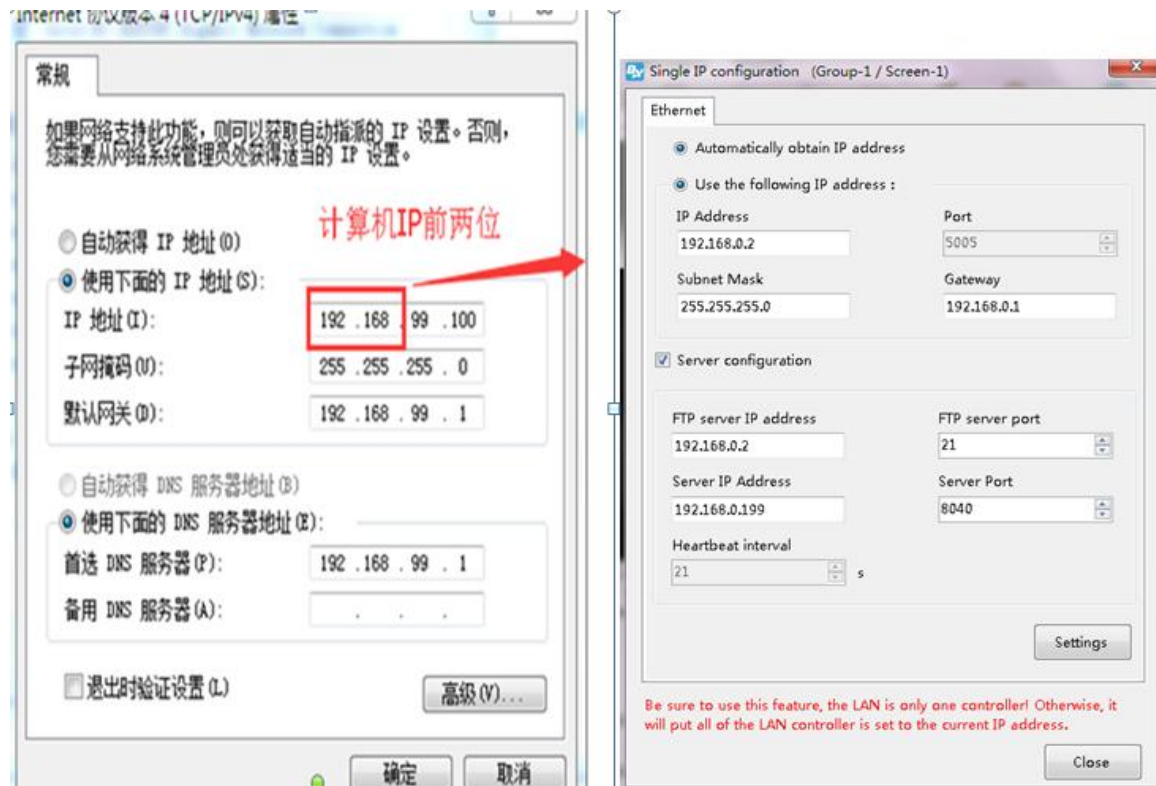 Internet 协议版本 4 (TCP/IPv4) 属性
常规
如果网络支持此功能，则可以获取自动指派的 IP 设置。否则，
您需要从网络系统管理员处获得适当的 IP 设置。
计算机IP前两位
自动获得 IP 地址(O)
使用下面的 IP 地址(S):
IP 地址(I):
192 .168 . 99 .100
子网掩码(U):
255 .255 .255 . 0
默认网关(D):
192 .168 . 99 . 1
自动获得 DNS 服务器地址(B)
使用下面的 DNS 服务器地址(E):
首选 DNS 服务器(P):
192 .168 . 99 . 1
备用 DNS 服务器(A):
. . .
退出时验证设置(L)
高级(V)...
确定 取消
Single IP configuration (Group-1 / Screen-1)
Ethernet
Automatically obtain IP address
Use the following IP address :
IP Address Port
192.168.0.2 5005
Subnet Mask Gateway
255.255.255.0 192.168.0.1
Server configuration
FTP server IP address FTP server port
192.168.0.2 21
Server IP Address Server Port
192.168.0.199 8040
Heartbeat interval
21 s
Settings
Be sure to use this feature, the LAN is only one controller! Otherwise, it
will put all of the LAN controller is set to the current IP address.
Close